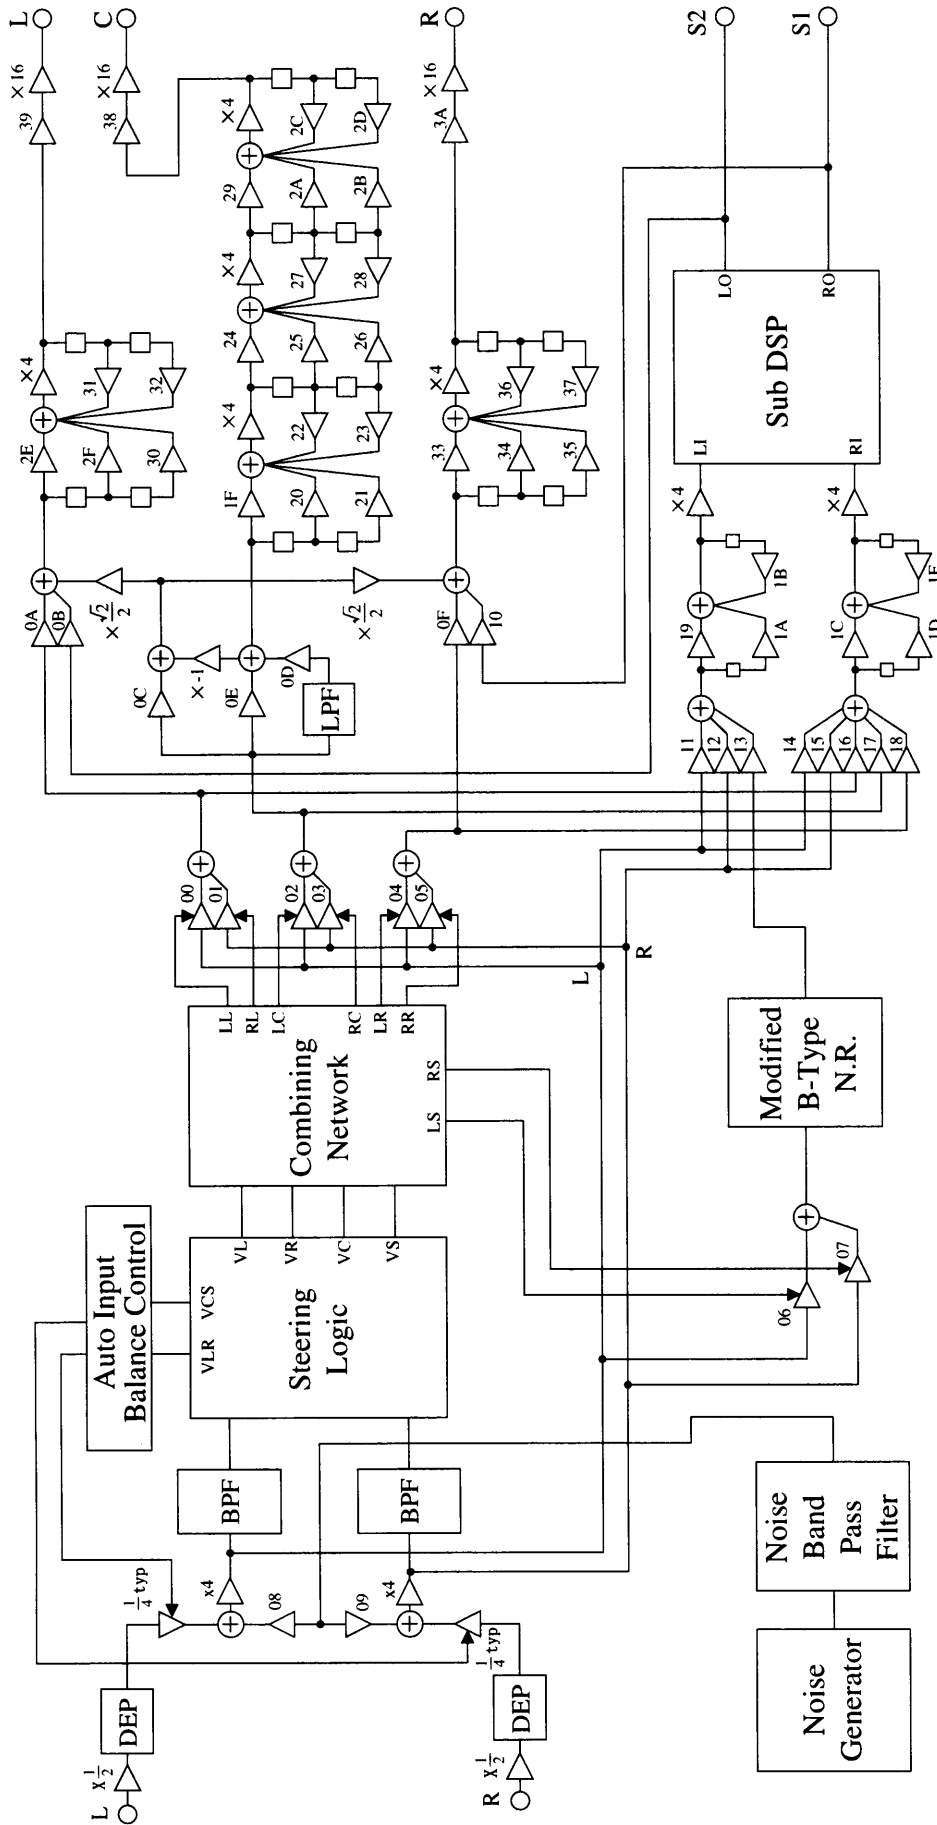 L
X 1/2
DEP
1/4 typ
x4
08
09
x4
1/4 typ
DEP
X 1/2
R
BPF
BPF
Auto Input
Balance Control
VLR
VCS
Steering
Logic
VL
VR
VC
VS
Combining
Network
LL
RL
LC
RC
LR
RR
LS
RS
00
01
02
03
04
05
L
R
06
07
Noise
Generator
Noise
Band
Pass
Filter
Modified
B-Type
N.R.
0A
0B
0C
0E
×-1
0D
LPF
×√2/2
×√2/2
0F
10
11
12
13
14
15
16
17
18
19
1A
1B
1C
1D
1E
×4
×4
LI
RI
Sub DSP
LO
RO
S2
S1
2E
2F
30
×4
31
32
39
×16
L
1F
20
21
×4
22
23
24
25
26
×4
27
28
29
2A
2B
×4
2C
2D
38
×16
C
33
34
35
×4
36
37
3A
×16
R